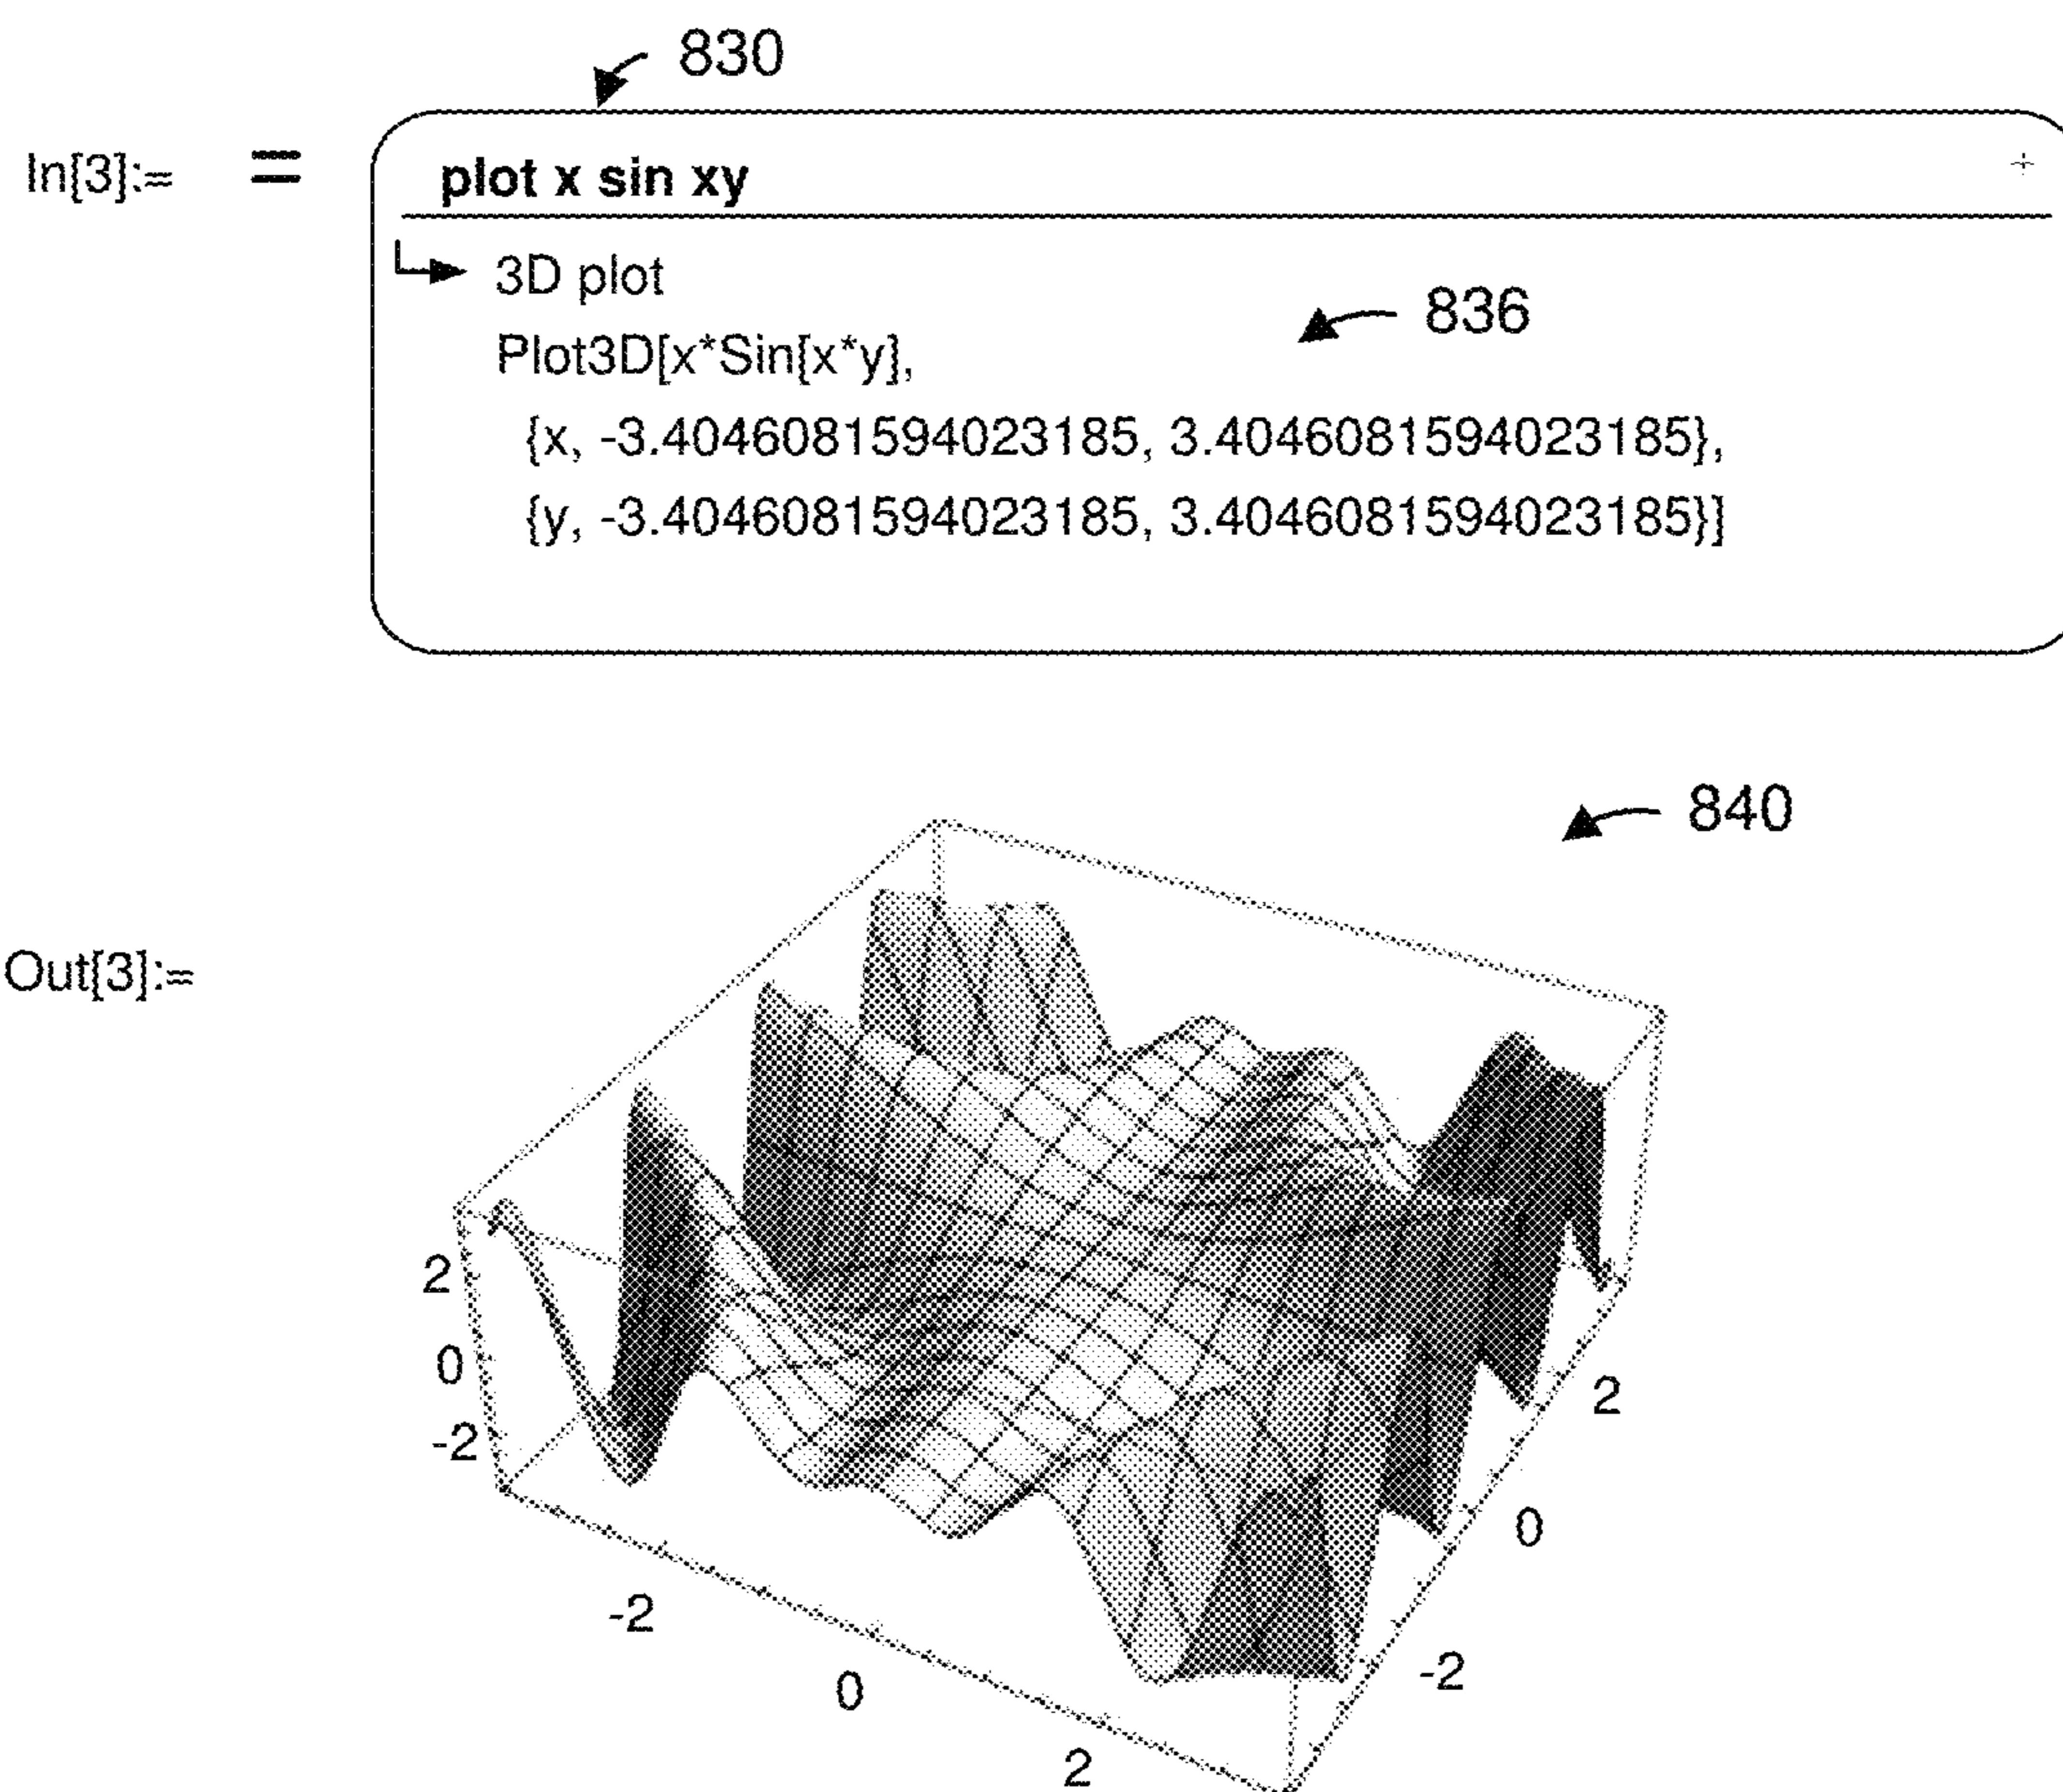 830
In[3]:= =
plot x sin xy +
3D plot
836
Plot3D[x*Sin[x*y],
{x, -3.4046081594023185, 3.4046081594023185},
{y, -3.4046081594023185, 3.4046081594023185}]
840
Out[3]:=
2
0
-2
-2
0
2
-2
0
2